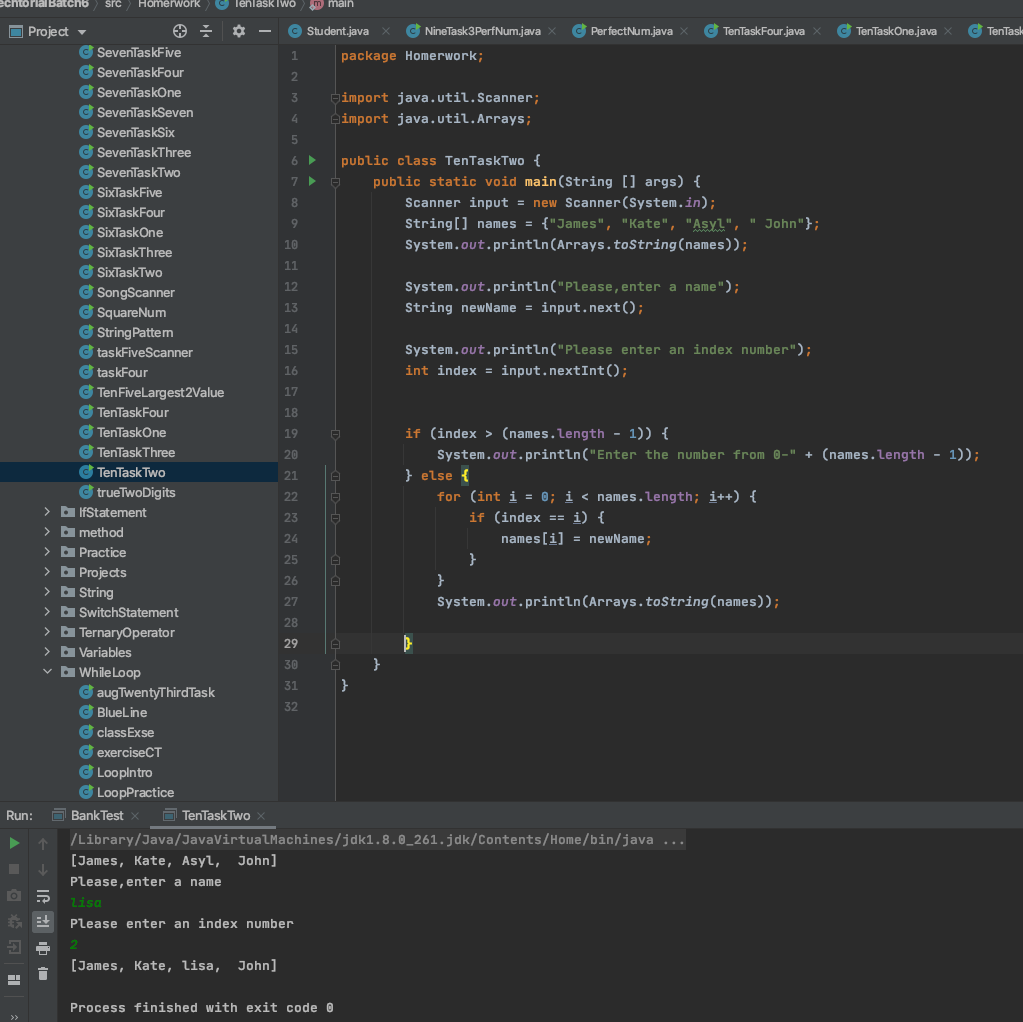 echtorialBatch6 src Homerwork TenTaskTwo main
Project
Student.java NineTask3PerfNum.java PerfectNum.java TenTaskFour.java TenTaskOne.java TenTask
SevenTaskFive
SevenTaskFour
SevenTaskOne
SevenTaskSeven
SevenTaskSix
SevenTaskThree
SevenTaskTwo
SixTaskFive
SixTaskFour
SixTaskOne
SixTaskThree
SixTaskTwo
SongScanner
SquareNum
StringPattern
taskFiveScanner
taskFour
TenFiveLargest2Value
TenTaskFour
TenTaskOne
TenTaskThree
TenTaskTwo
trueTwoDigits
IfStatement
method
Practice
Projects
String
SwitchStatement
TernaryOperator
Variables
WhileLoop
augTwentyThirdTask
BlueLine
classExse
exerciseCT
LoopIntro
LoopPractice
1 package Homerwork;
2
3 import java.util.Scanner;
4 import java.util.Arrays;
5
6 public class TenTaskTwo {
7 public static void main(String [] args) {
8 Scanner input = new Scanner(System.in);
9 String[] names = {"James", "Kate", "Asyl", " John"};
10 System.out.println(Arrays.toString(names));
11
12 System.out.println("Please,enter a name");
13 String newName = input.next();
14
15 System.out.println("Please enter an index number");
16 int index = input.nextInt();
17
18
19 if (index > (names.length - 1)) {
20 System.out.println("Enter the number from 0-" + (names.length - 1));
21 } else {
22 for (int i = 0; i < names.length; i++) {
23 if (index == i) {
24 names[i] = newName;
25 }
26 }
27 System.out.println(Arrays.toString(names));
28
29 }
30 }
31 }
32
Run: BankTest TenTaskTwo
/Library/Java/JavaVirtualMachines/jdk1.8.0_261.jdk/Contents/Home/bin/java ...
[James, Kate, Asyl,  John]
Please,enter a name
lisa
Please enter an index number
2
[James, Kate, lisa,  John]
Process finished with exit code 0